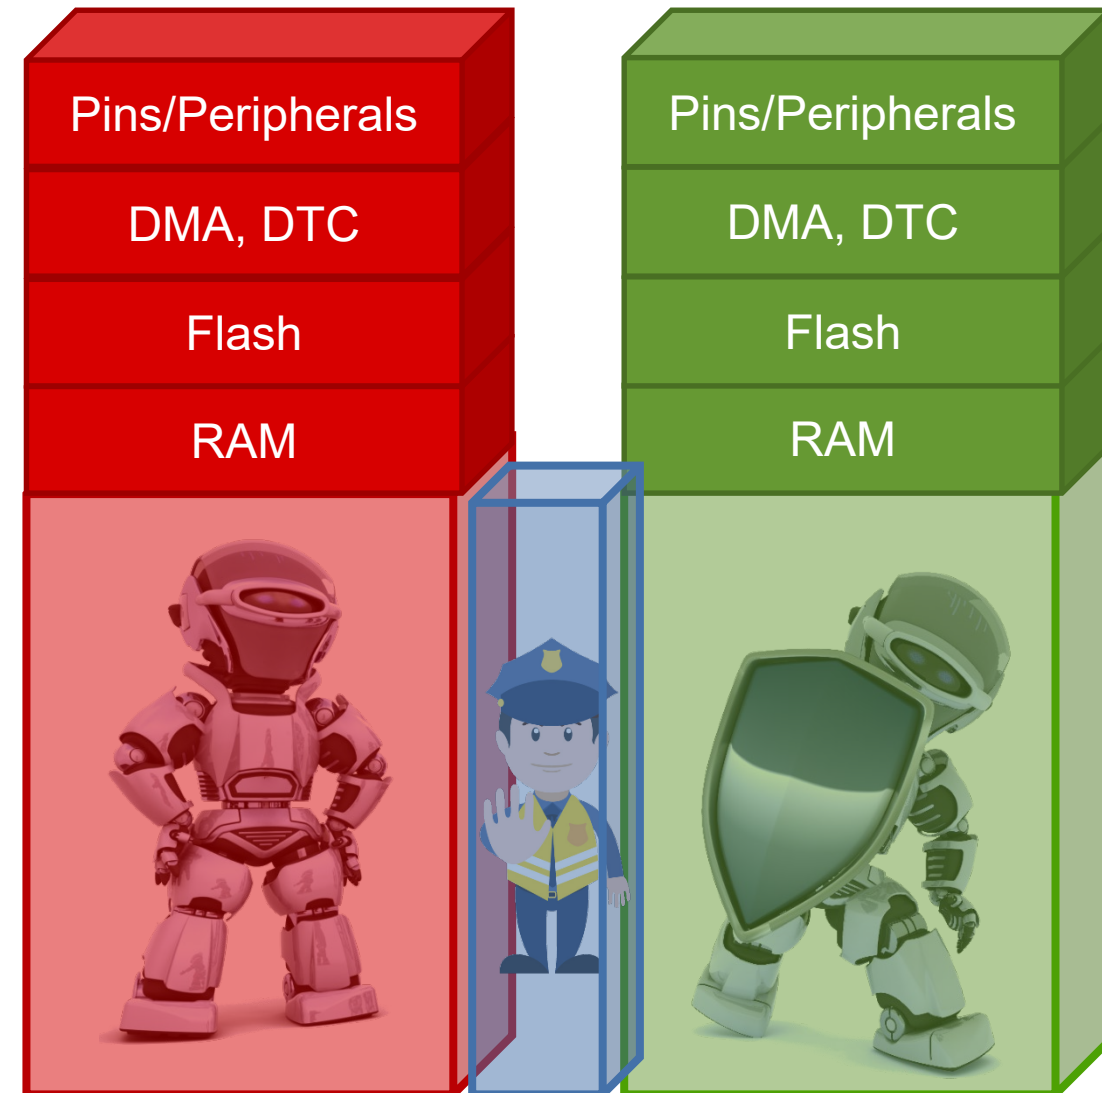 Pins/Peripherals
DMA, DTC
Flash
RAM
Pins/Peripherals
DMA, DTC
Flash
RAM